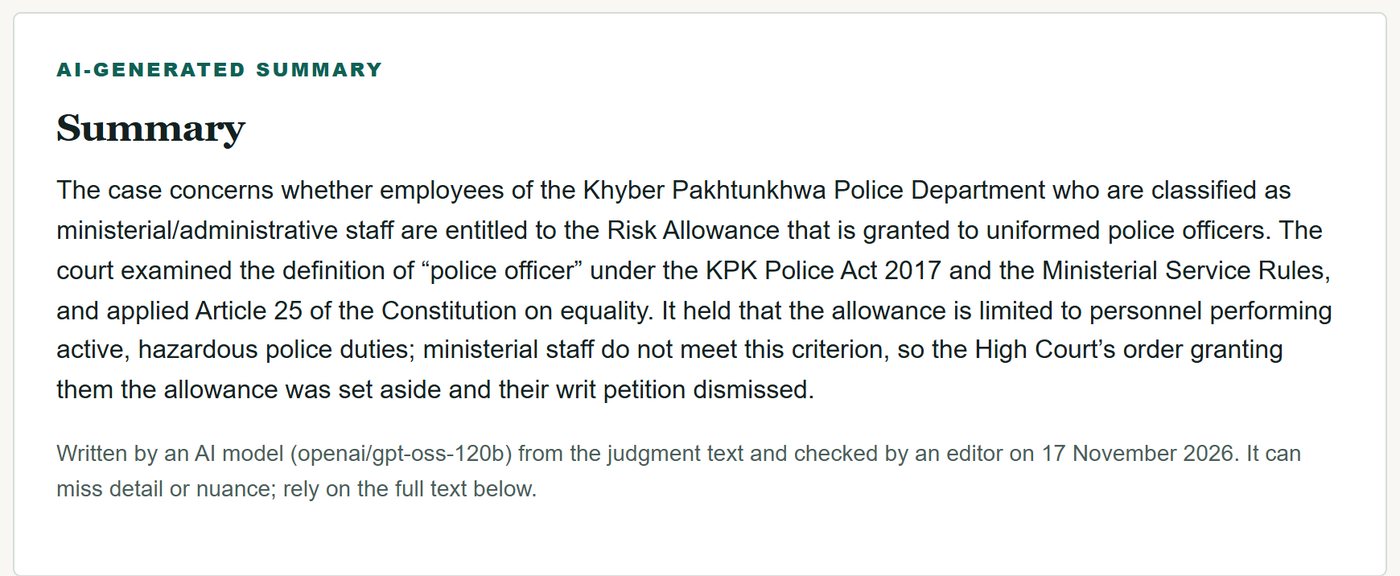 AI-GENERATED SUMMARY
Summary
The case concerns whether employees of the Khyber Pakhtunkhwa Police Department who are classified as
ministerial/administrative staff are entitled to the Risk Allowance that is granted to uniformed police officers. The
court examined the definition of “police officer” under the KPK Police Act 2017 and the Ministerial Service Rules,
and applied Article 25 of the Constitution on equality. It held that the allowance is limited to personnel performing
active, hazardous police duties; ministerial staff do not meet this criterion, so the High Court’s order granting
them the allowance was set aside and their writ petition dismissed.
Written by an AI model (openai/gpt-oss-120b) from the judgment text and checked by an editor on 17 November 2026. It can
miss detail or nuance; rely on the full text below.